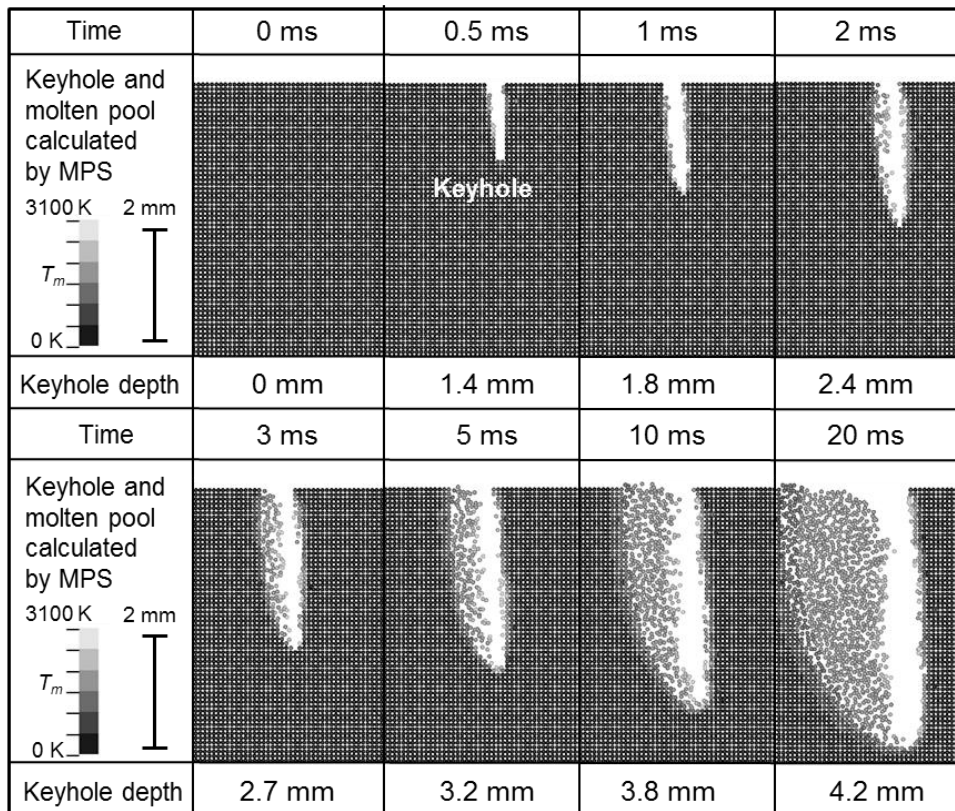 Time 0 ms 0.5 ms 1 ms 2 ms
Keyhole and
molten pool
calculated
by MPS
3100 K 2 mm
Tm
0 K
Keyhole
Keyhole depth 0 mm 1.4 mm 1.8 mm 2.4 mm
Time 3 ms 5 ms 10 ms 20 ms
Keyhole and
molten pool
calculated
by MPS
3100 K 2 mm
Tm
0 K
Keyhole depth 2.7 mm 3.2 mm 3.8 mm 4.2 mm